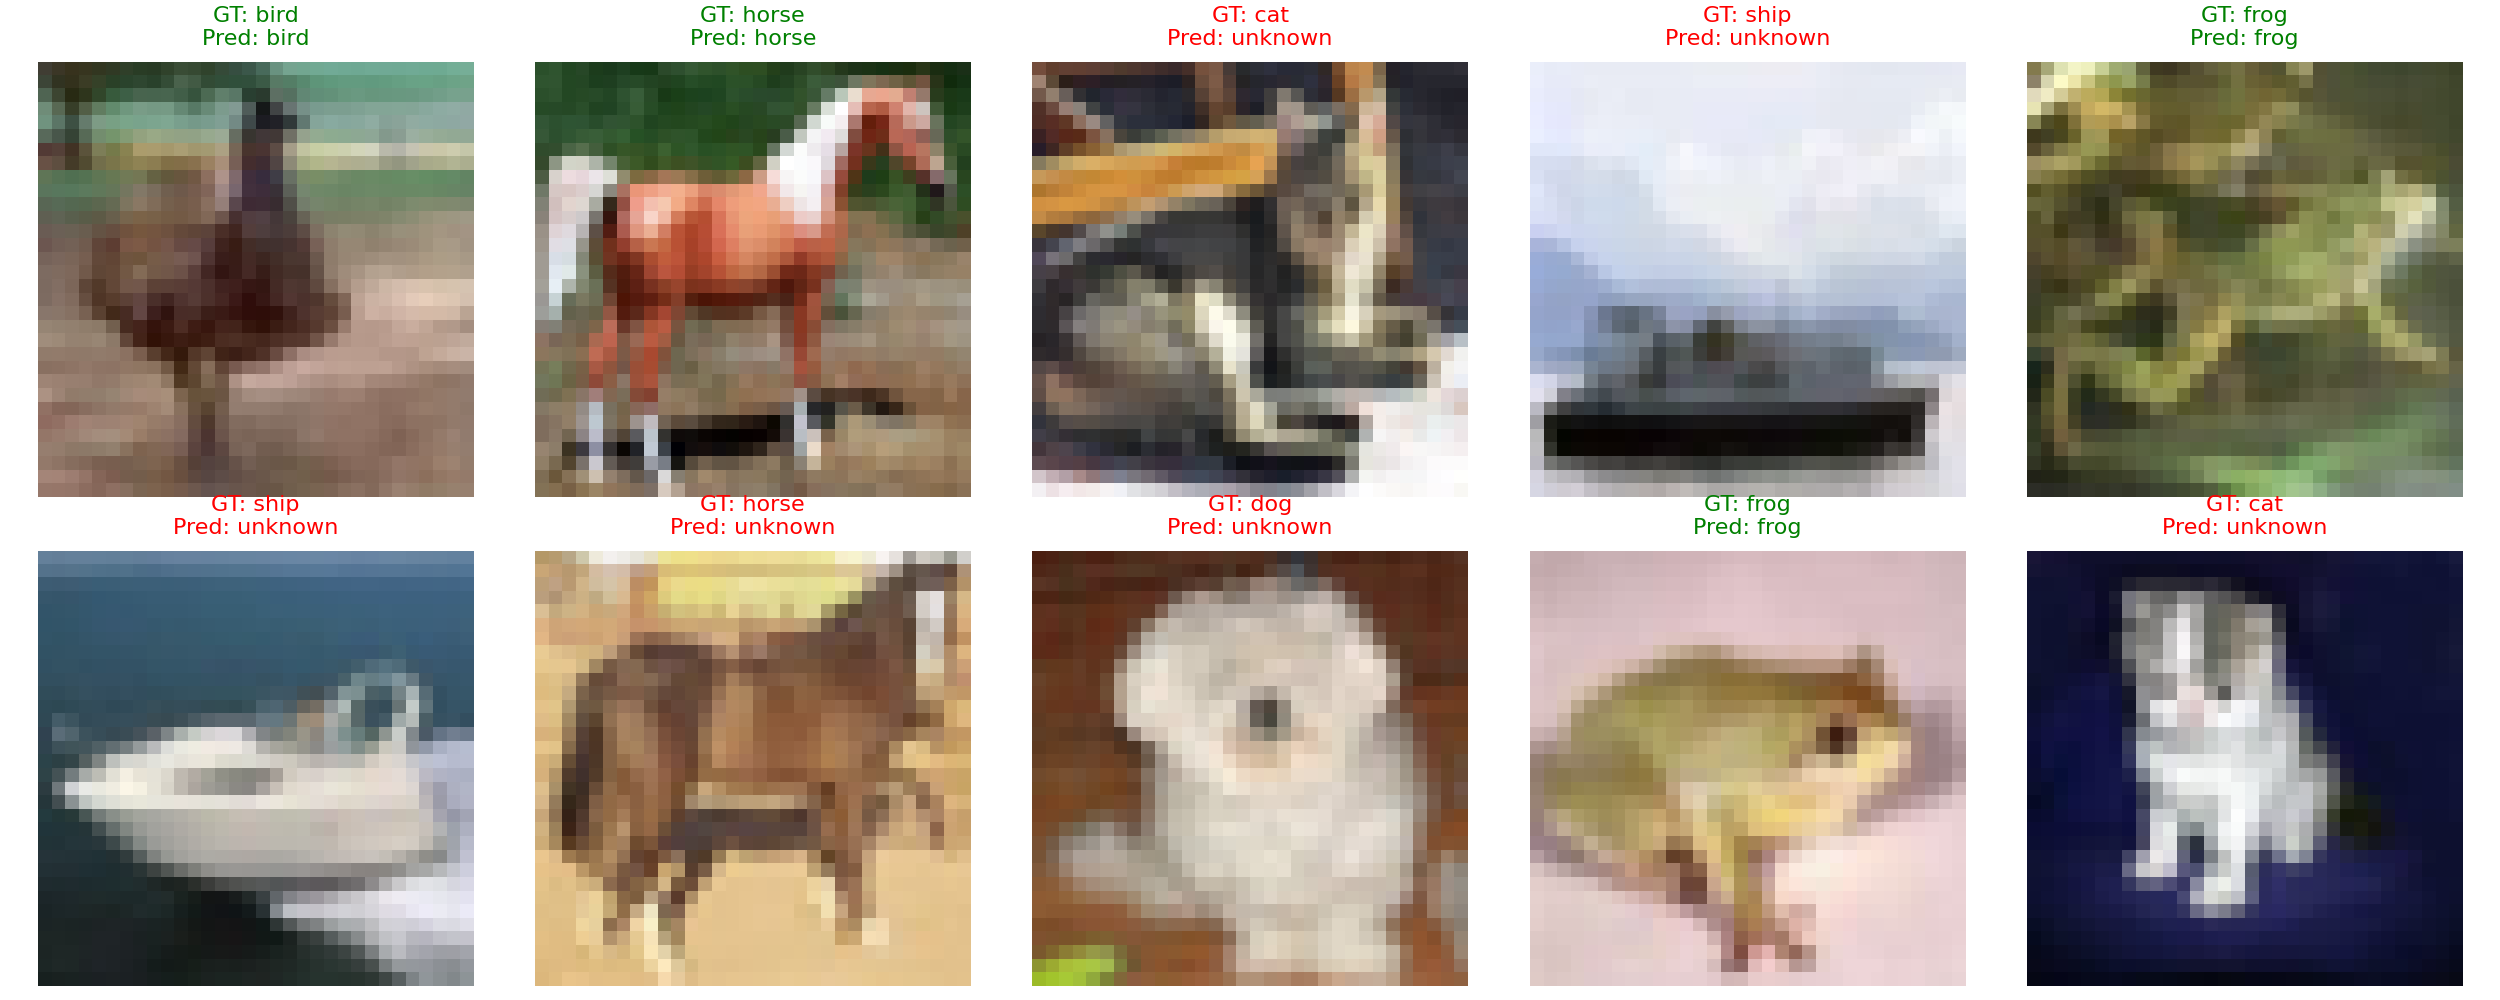 GT: bird
Pred: bird
GT: horse
Pred: horse
GT: cat
Pred: unknown
GT: ship
Pred: unknown
GT: frog
Pred: frog
GT: ship
Pred: unknown
GT: horse
Pred: unknown
GT: dog
Pred: unknown
GT: frog
Pred: frog
GT: cat
Pred: unknown